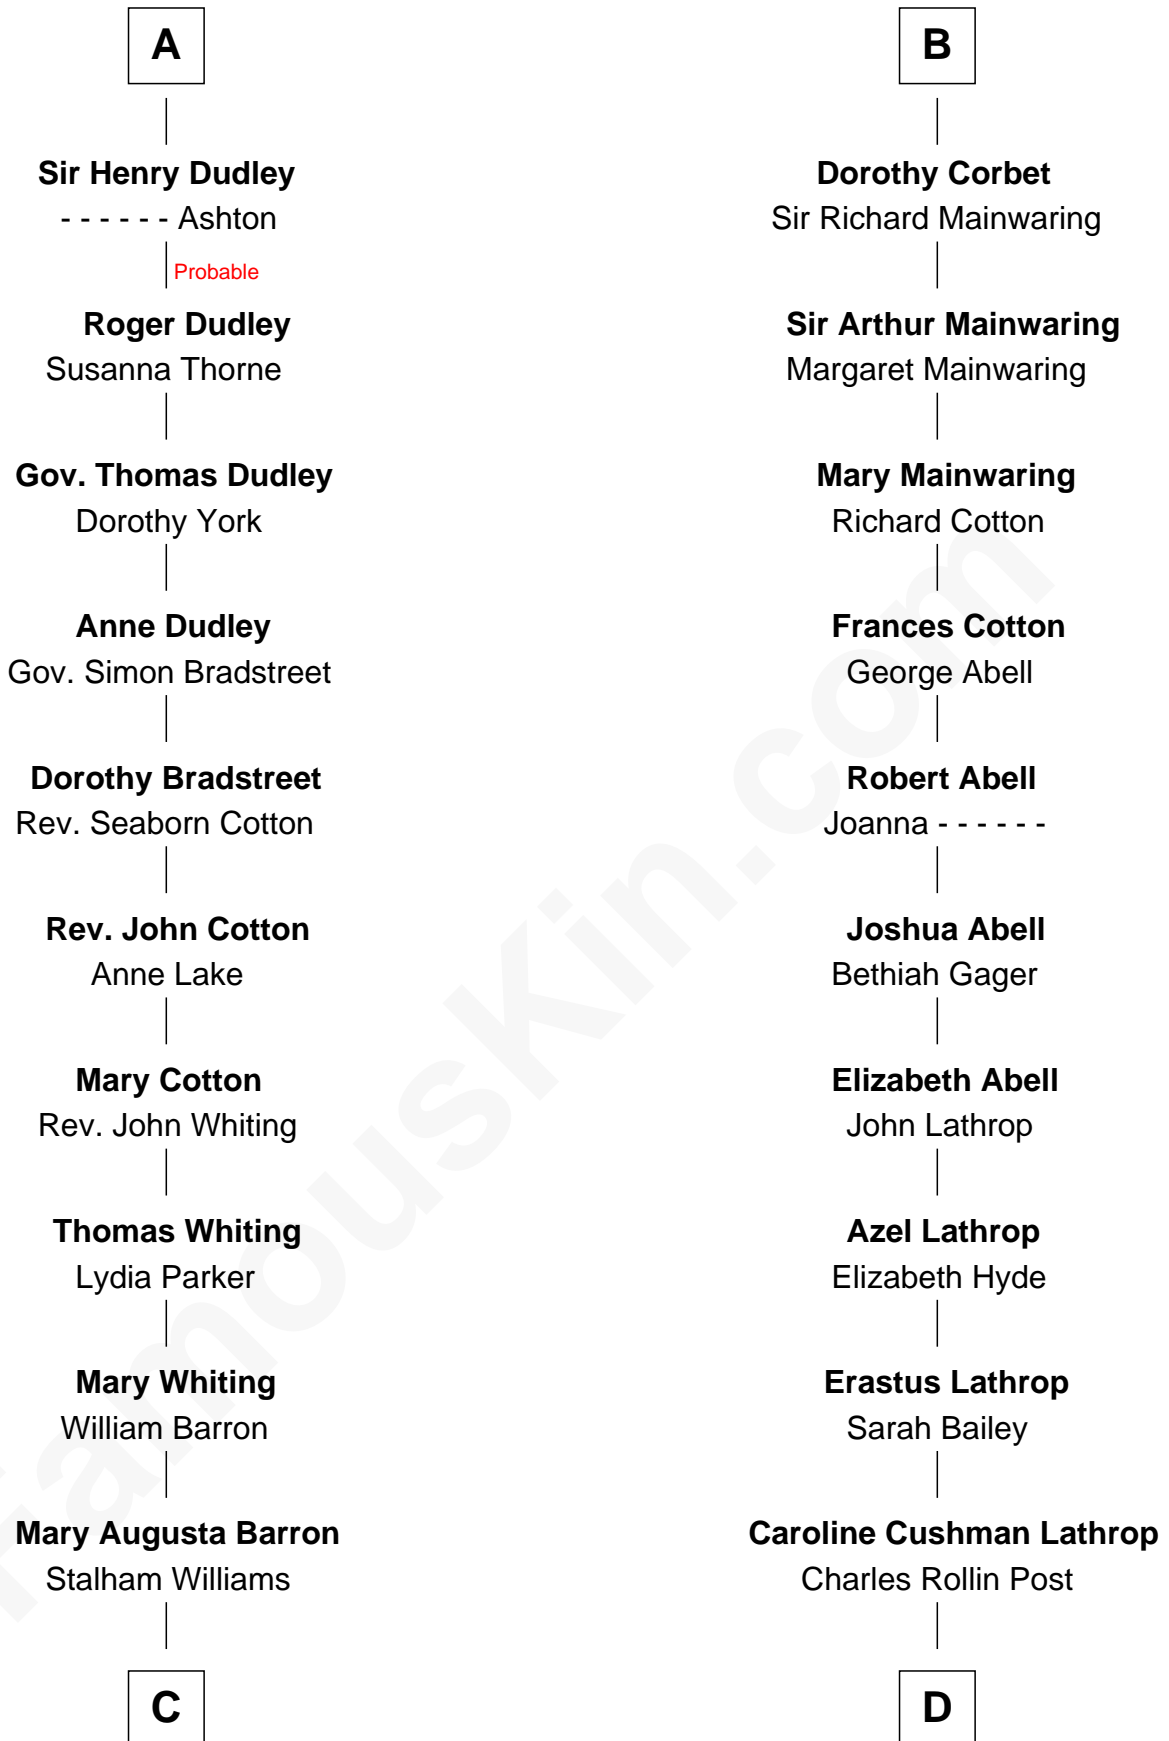 A
Sir Henry Dudley
- - - - - - Ashton
Probable
Roger Dudley
Susanna Thorne
Gov. Thomas Dudley
Dorothy York
Anne Dudley
Gov. Simon Bradstreet
Dorothy Bradstreet
Rev. Seaborn Cotton
Rev. John Cotton
Anne Lake
Mary Cotton
Rev. John Whiting
Thomas Whiting
Lydia Parker
Mary Whiting
William Barron
Mary Augusta Barron
Stalham Williams
C
B
Dorothy Corbet
Sir Richard Mainwaring
Sir Arthur Mainwaring
Margaret Mainwaring
Mary Mainwaring
Richard Cotton
Frances Cotton
George Abell
Robert Abell
Joanna - - - - - -
Joshua Abell
Bethiah Gager
Elizabeth Abell
John Lathrop
Azel Lathrop
Elizabeth Hyde
Erastus Lathrop
Sarah Bailey
Caroline Cushman Lathrop
Charles Rollin Post
D
FamousKin.com